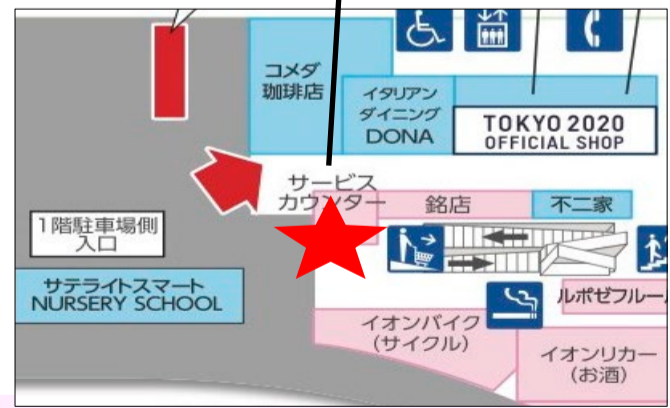 コメダ
珈琲店
イタリアン
ダイニング
DONA
TOKYO 2020
OFFICIAL SHOP
サービス
カウンター
銘店
不二家
1階駐車場側
入口
サテライトスマート
NURSERY SCHOOL
ルポゼフルー
イオンバイク
(サイクル)
イオンリカー
(お酒)